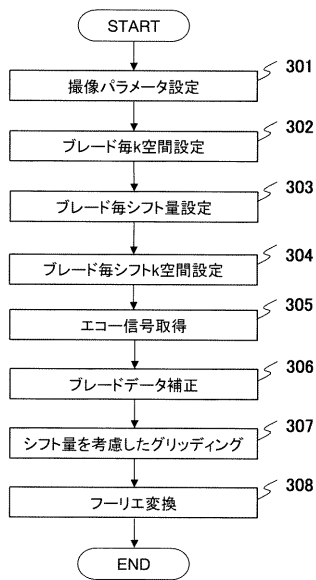 START
301
撮像パラメータ設定
302
ブレード毎k空間設定
303
ブレード毎シフト量設定
304
ブレード毎シフトk空間設定
305
エコー信号取得
306
ブレードデータ補正
307
シフト量を考慮したグリッディング
308
フーリエ変換
END